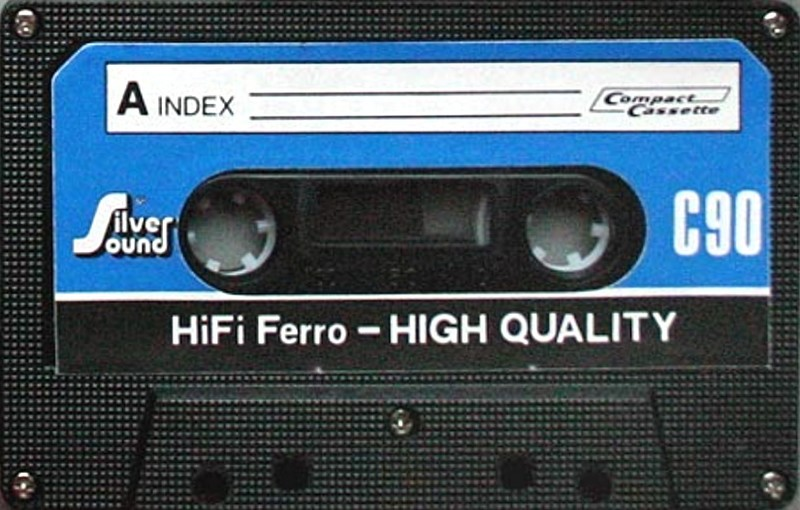 A INDEX
Compact
Cassette
Silver
Sound
C90
HiFi Ferro – HIGH QUALITY